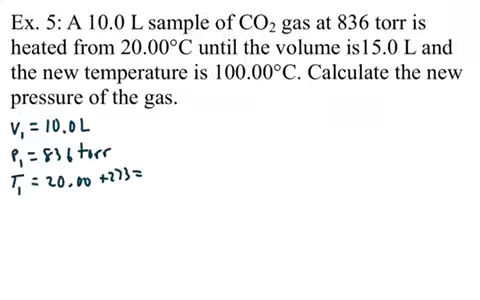 Ex. 5: A 10.0 L sample of CO₂ gas at 836 torr is
heated from 20.00°C until the volume is15.0 L and
the new temperature is 100.00°C. Calculate the new
pressure of the gas.
V₁ = 10.0L
P₁ = 836 torr
T₁ = 20.00 +273=